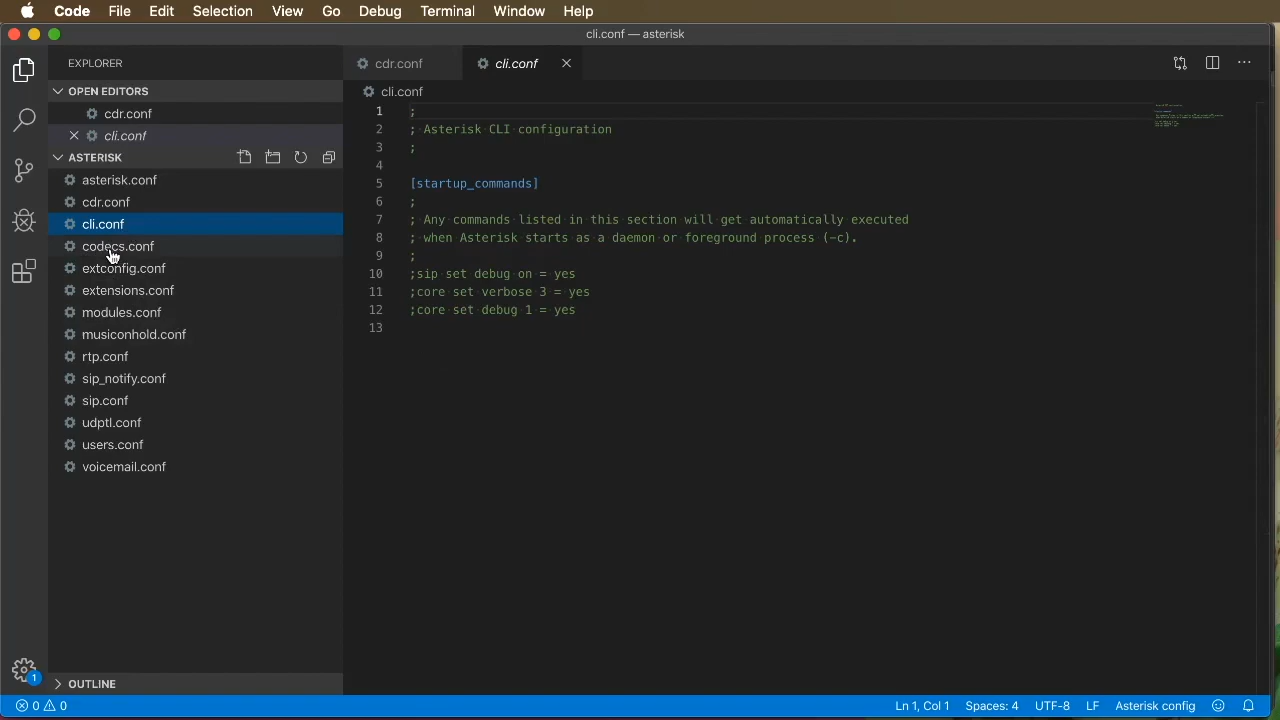 Code File Edit Selection View Go Debug Terminal Window Help
cli.conf — asterisk
EXPLORER
OPEN EDITORS
cdr.conf
cli.conf
ASTERISK
asterisk.conf
cdr.conf
cli.conf
codecs.conf
extconfig.conf
extensions.conf
modules.conf
musiconhold.conf
rtp.conf
sip_notify.conf
sip.conf
udptl.conf
users.conf
voicemail.conf
OUTLINE
1
cdr.conf cli.conf
cli.conf
1 ;
2 ; Asterisk CLI configuration
3 ;
4
5 [startup_commands]
6 ;
7 ; Any commands listed in this section will get automatically executed
8 ; when Asterisk starts as a daemon or foreground process (-c).
9 ;
10 ;sip set debug on = yes
11 ;core set verbose 3 = yes
12 ;core set debug 1 = yes
13
0 0 Ln 1, Col 1 Spaces: 4 UTF-8 LF Asterisk config